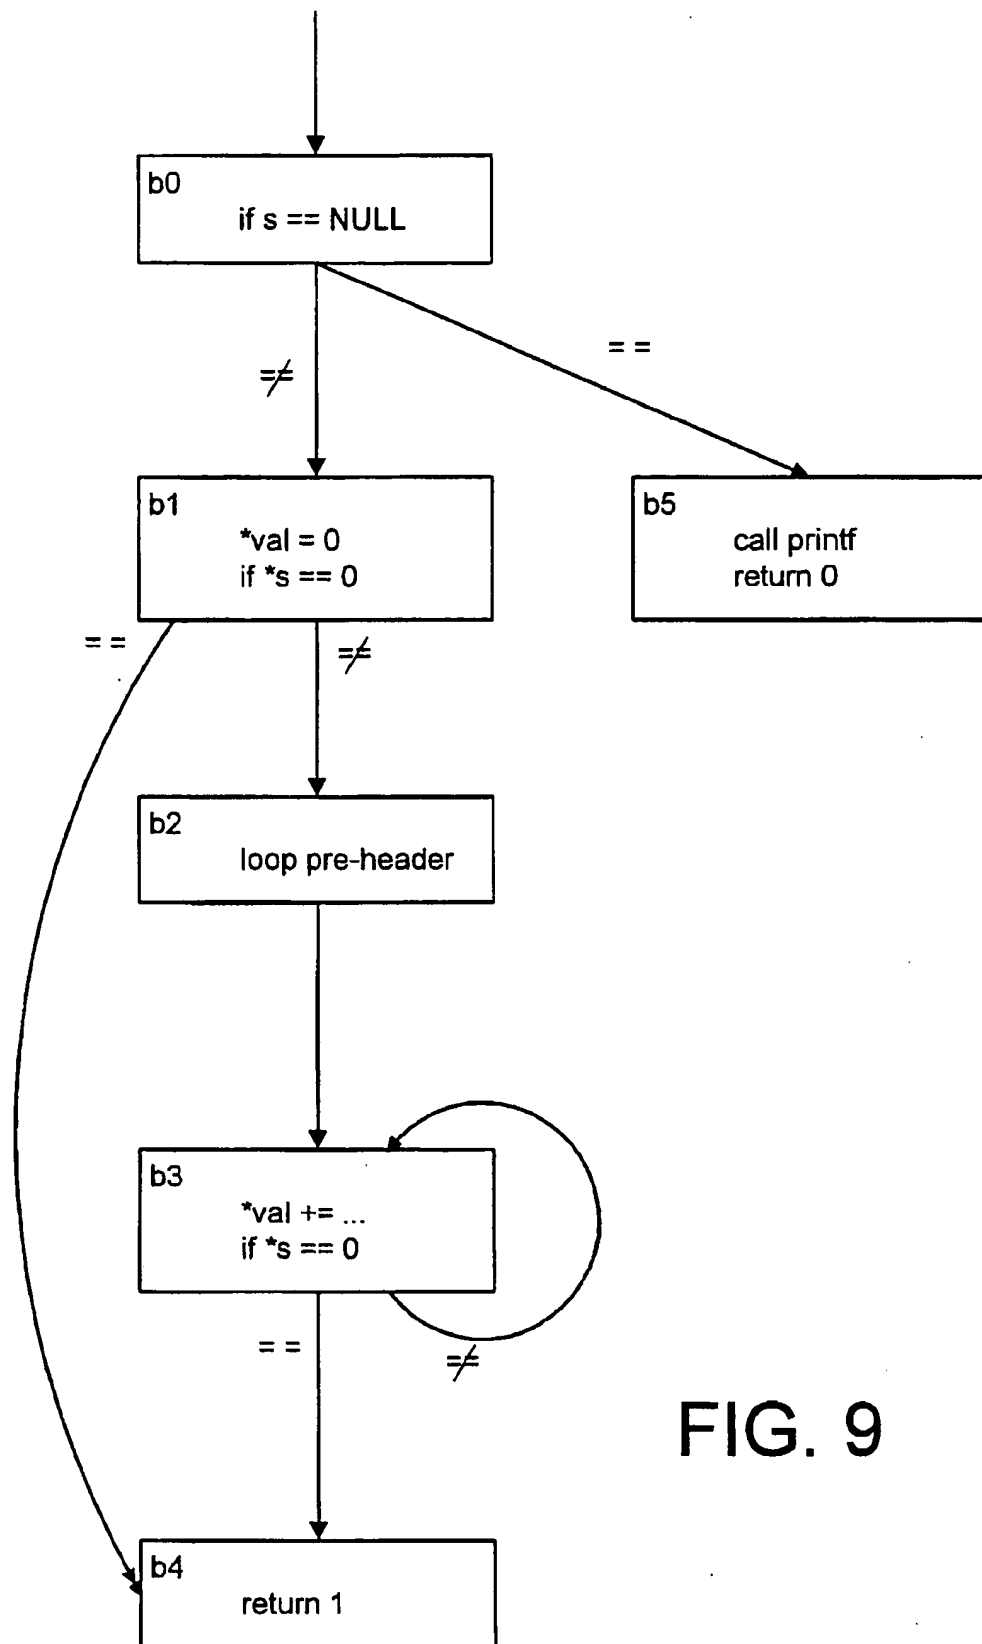 b0
if s == NULL
==
≠
b1
*val = 0
if *s == 0
b5
call printf
return 0
==
≠
b2
loop pre-header
b3
*val += ...
if *s == 0
==
≠
FIG. 9
b4
return 1